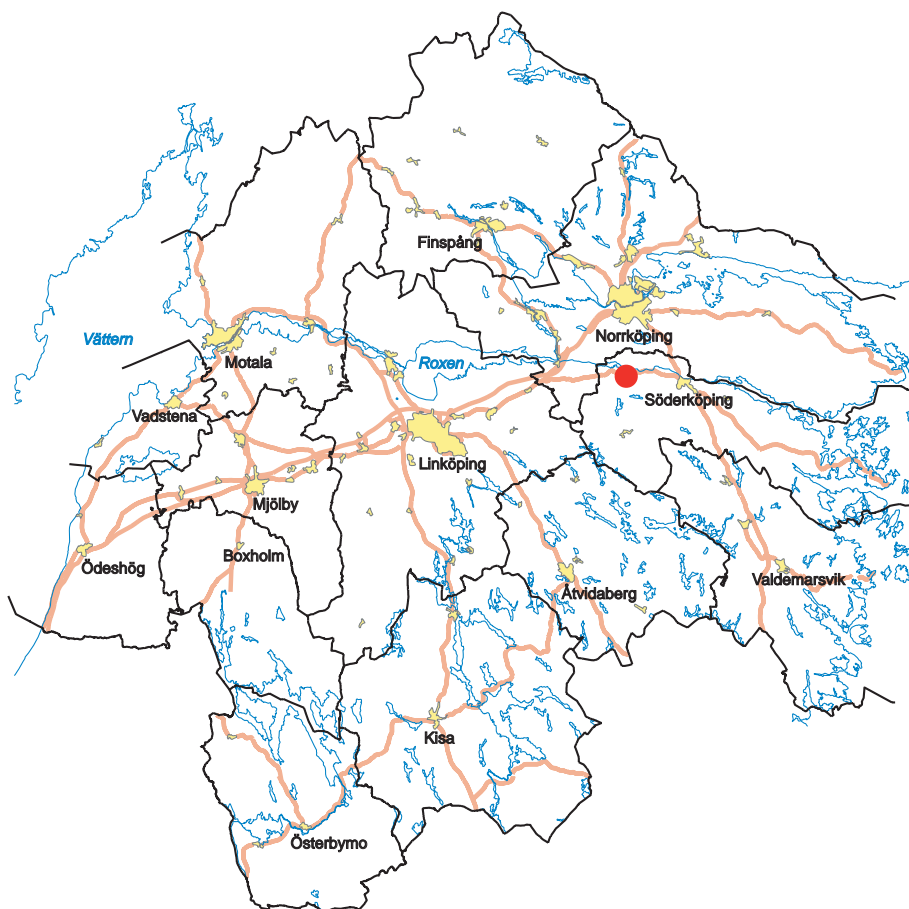 Finspång
Norrköping
Vättern
Motala
Roxen
Söderköping
Vadstena
Linköping
Mjölby
Boxholm
Ödeshög
Åtvidaberg
Valdemarsvik
Kisa
Österbymo